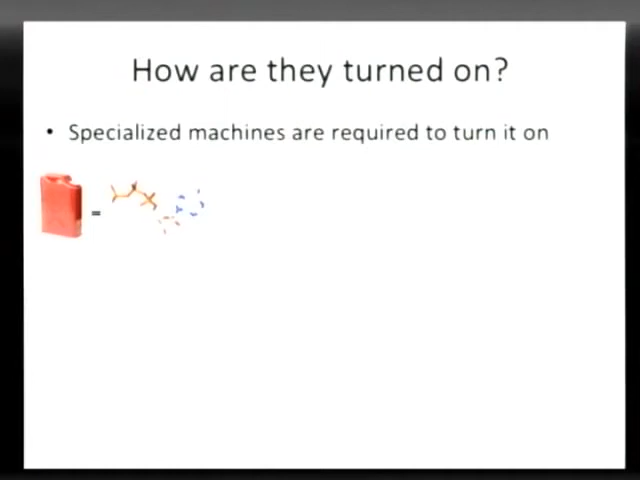 How are they turned on?
• Specialized machines are required to turn it on
=